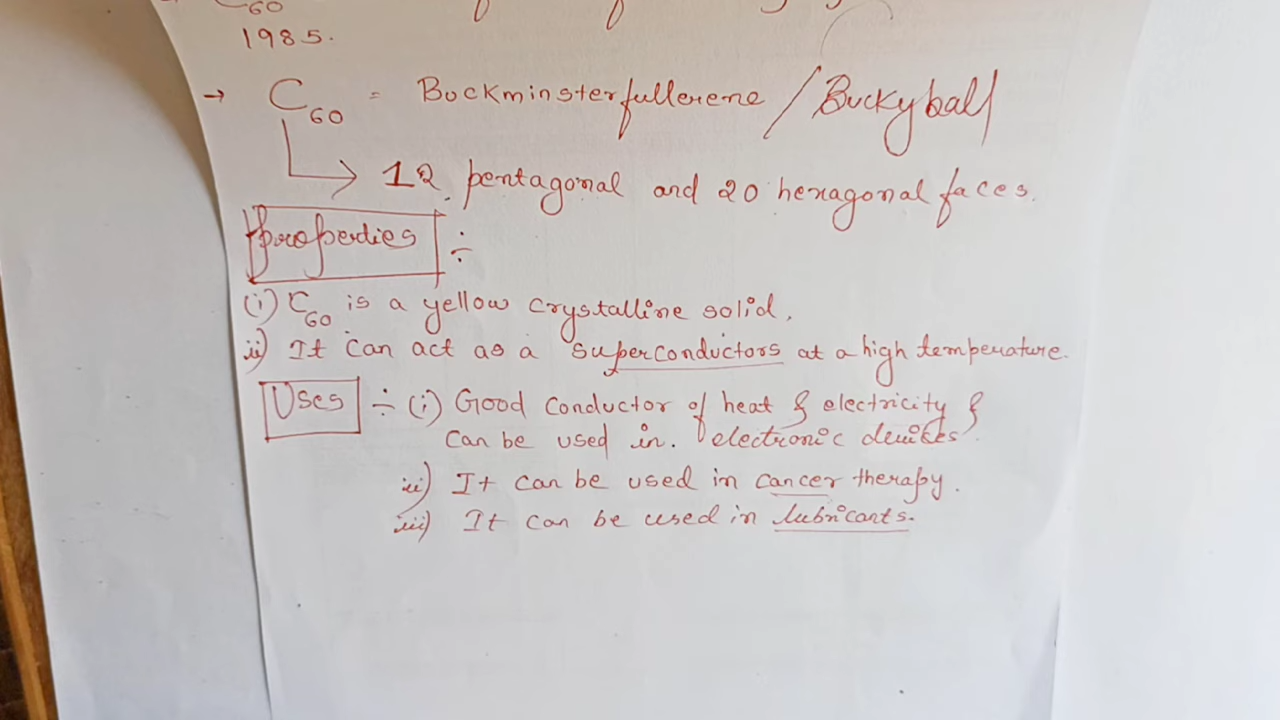 C60
1985.
→ C60 = Buckminsterfullerene / Buckyball
12 pentagonal and 20 hexagonal faces.
Properties ÷
(i) C60 is a yellow crystalline solid,
ii) It can act as a superconductors at a high temperature.
Uses ÷ (i) Good conductor of heat & electricity &
can be used in. electronic devices.
ii) It can be used in cancer therapy.
iii) It can be used in lubricants.